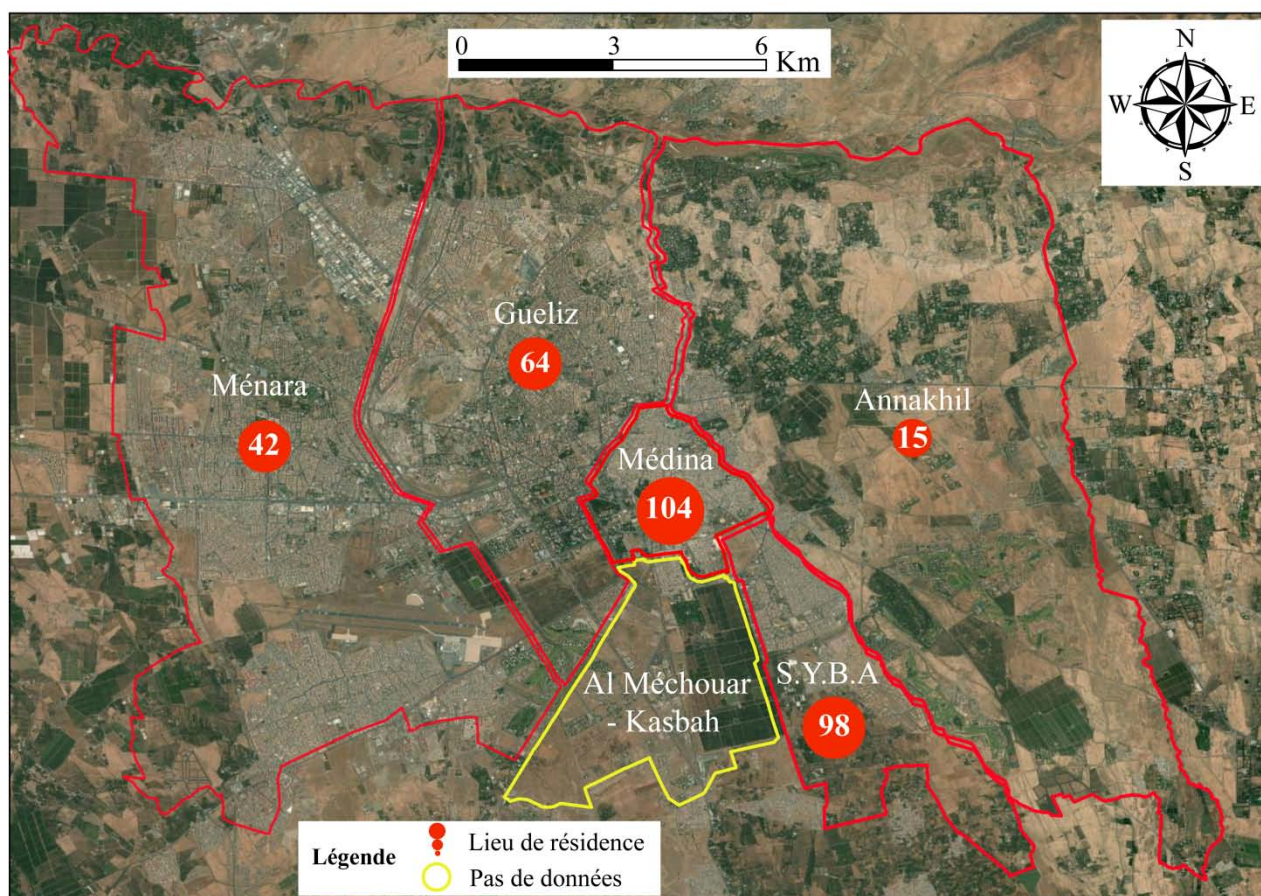 0 3 6 Km
N
W E
S
Gueliz
64
Ménara
42
Annakhil
15
Médina
104
Al Méchouar
- Kasbah
S.Y.B.A
98
Légende
Lieu de résidence
Pas de données